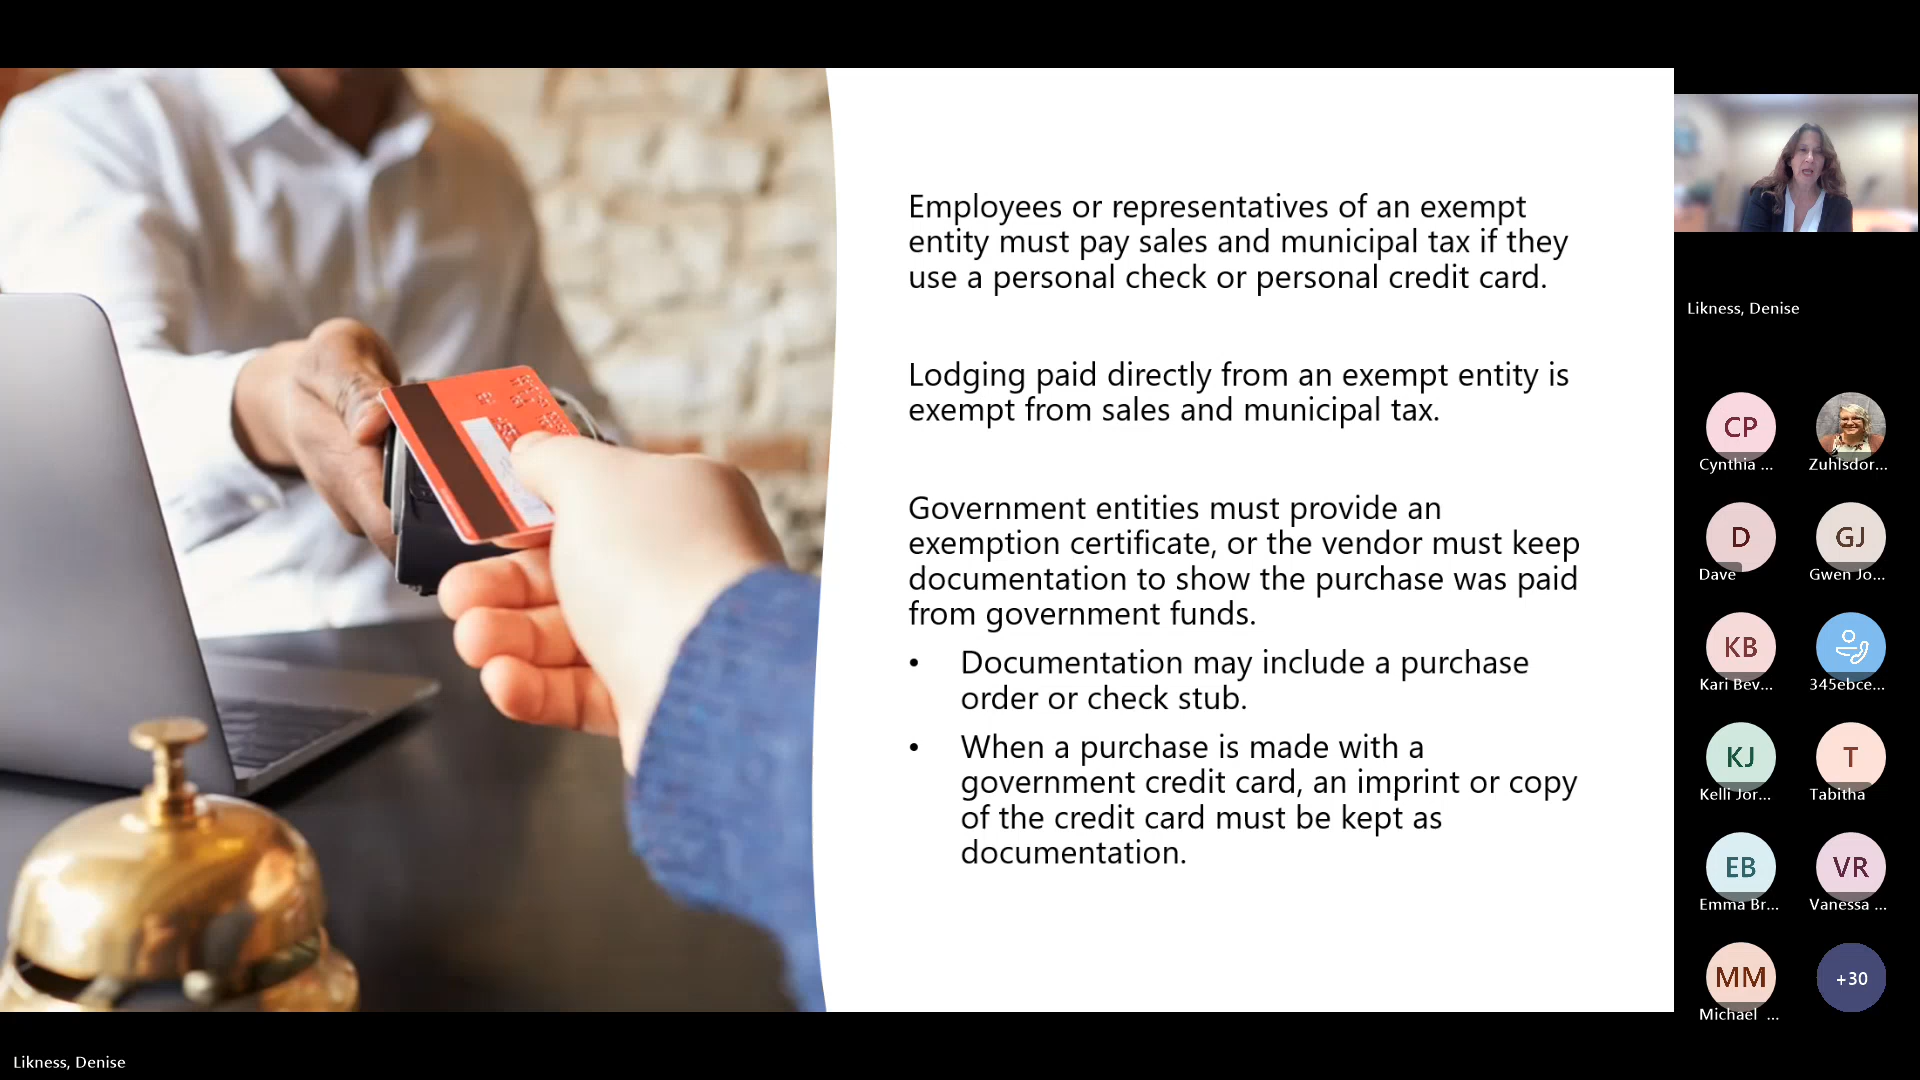 Employees or representatives of an exempt
entity must pay sales and municipal tax if they
use a personal check or personal credit card.
Lodging paid directly from an exempt entity is
exempt from sales and municipal tax.
Government entities must provide an
exemption certificate, or the vendor must keep
documentation to show the purchase was paid
from government funds.
• Documentation may include a purchase
order or check stub.
• When a purchase is made with a
government credit card, an imprint or copy
of the credit card must be kept as
documentation.
Likness, Denise
CP
Cynthia ...
Zuhlsdor...
D
Dave
GJ
Gwen Jo...
KB
Kari Bev...
345ebce...
KJ
Kelli Jor...
T
Tabitha
EB
Emma Br...
VR
Vanessa ...
MM
Michael ...
+30
Likness, Denise